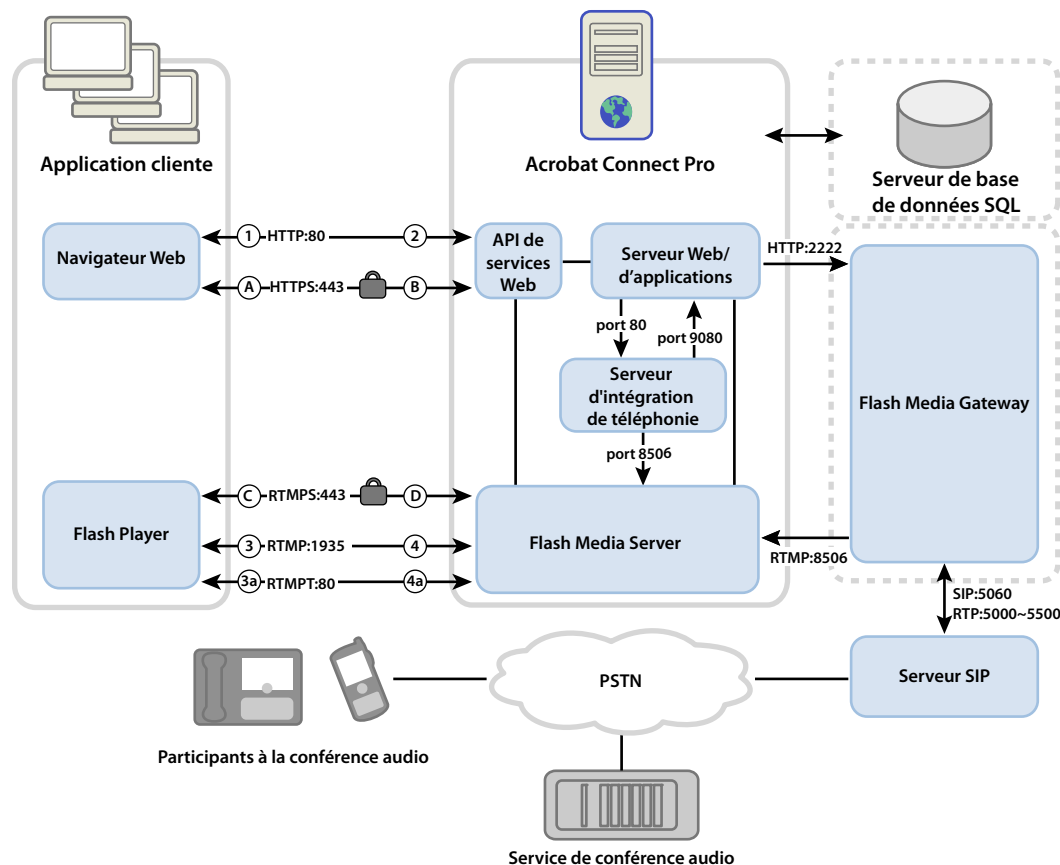 Application cliente
Acrobat Connect Pro
Serveur de base
de données SQL
Navigateur Web
1 HTTP:80 2
A HTTPS:443 B
API de
services
Web
Serveur Web/
d’applications
HTTP:2222
port 80
port 9080
Serveur
d'intégration
de téléphonie
port 8506
Flash Media Gateway
Flash Player
C RTMPS:443 D
3 RTMP:1935 4
3a RTMPT:80 4a
Flash Media Server
RTMP:8506
SIP:5060
RTP:5000~5500
PSTN
Serveur SIP
Participants à la conférence audio
Service de conférence audio